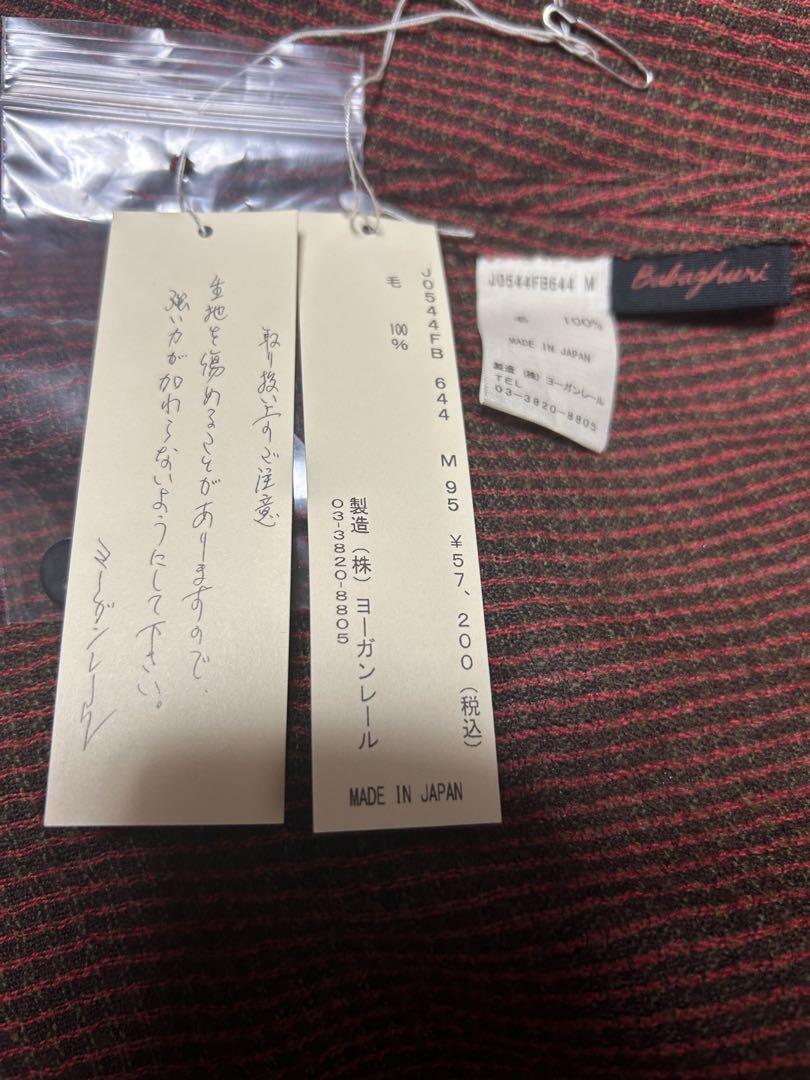 取り扱い上のご注意
生地を傷めることがありますので、
強い力が加わらないようにして下さい。
ヨーガンレール
J0544FB 644 M 95 ¥57、200（税込）
毛 100%
製造（株）ヨーガンレール
03-3820-8805
MADE IN JAPAN
J0544FB644 M
毛 100%
MADE IN JAPAN
製造（株）ヨーガンレール
TEL
03-3820-8805
Babaghuri